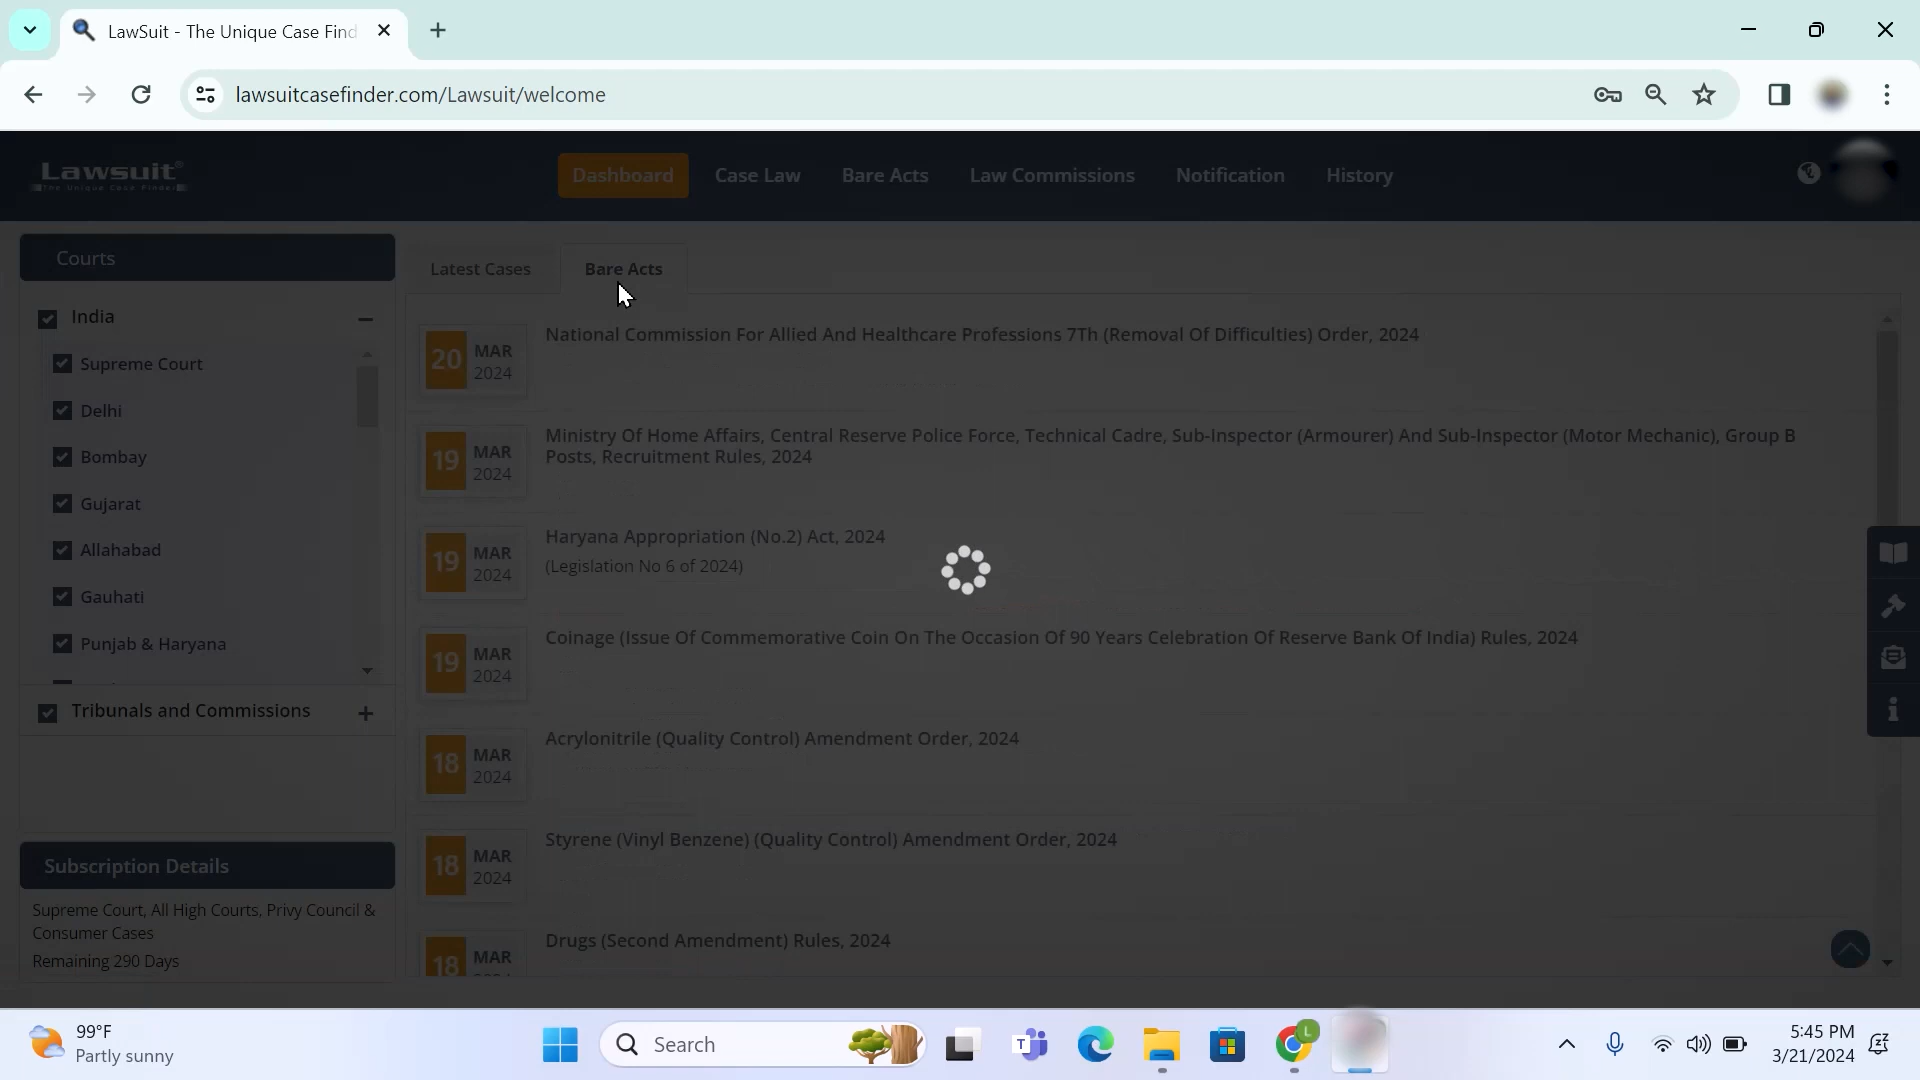 LawSuit - The Unique Case Find
lawsuitcasefinder.com/Lawsuit/welcome
Lawsuit®
The Unique Case Finder
Dashboard
Case Law
Bare Acts
Law Commissions
Notification
History
Courts
India
Supreme Court
Delhi
Bombay
Gujarat
Allahabad
Gauhati
Punjab & Haryana
Tribunals and Commissions
Subscription Details
Supreme Court, All High Courts, Privy Council &
Consumer Cases
Remaining 290 Days
Latest Cases
Bare Acts
20 MAR
2024
National Commission For Allied And Healthcare Professions 7Th (Removal Of Difficulties) Order, 2024
19 MAR
2024
Ministry Of Home Affairs, Central Reserve Police Force, Technical Cadre, Sub-Inspector (Armourer) And Sub-Inspector (Motor Mechanic), Group B
Posts, Recruitment Rules, 2024
19 MAR
2024
Haryana Appropriation (No.2) Act, 2024
(Legislation No 6 of 2024)
19 MAR
2024
Coinage (Issue Of Commemorative Coin On The Occasion Of 90 Years Celebration Of Reserve Bank Of India) Rules, 2024
18 MAR
2024
Acrylonitrile (Quality Control) Amendment Order, 2024
18 MAR
2024
Styrene (Vinyl Benzene) (Quality Control) Amendment Order, 2024
18 MAR
Drugs (Second Amendment) Rules, 2024
99°F
Partly sunny
Search
T
L
5:45 PM
3/21/2024